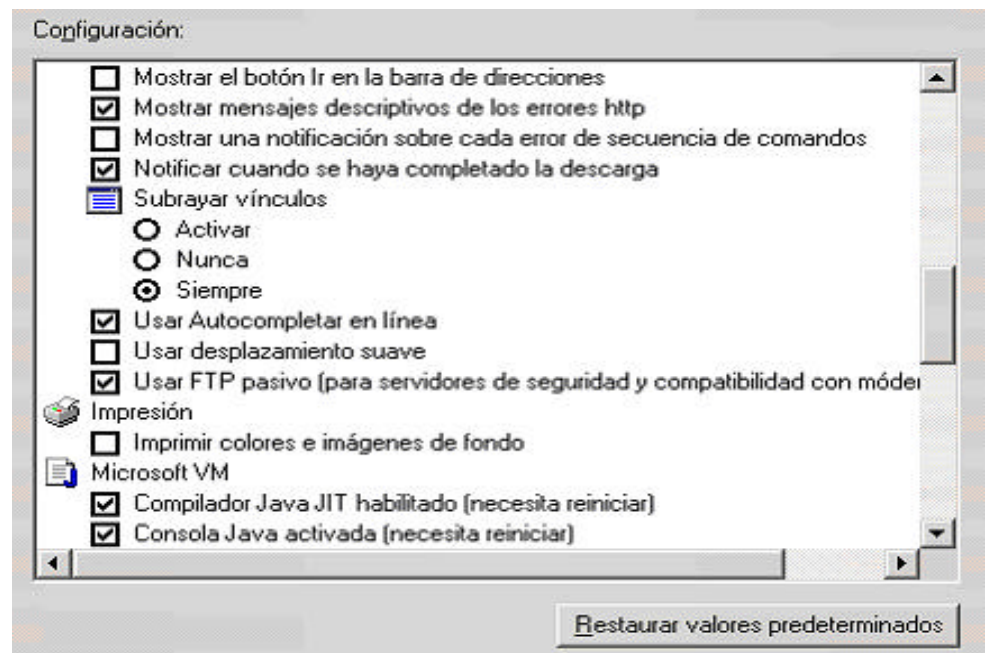 Configuración:
Mostrar el botón Ir en la barra de direcciones
Mostrar mensajes descriptivos de los errores http
Mostrar una notificación sobre cada error de secuencia de comandos
Notificar cuando se haya completado la descarga
Subrayar vínculos
Activar
Nunca
Siempre
Usar Autocompletar en línea
Usar desplazamiento suave
Usar FTP pasivo (para servidores de seguridad y compatibilidad con móder
Impresión
Imprimir colores e imágenes de fondo
Microsoft VM
Compilador Java JIT habilitado (necesita reiniciar)
Consola Java activada (necesita reiniciar)
Restaurar valores predeterminados